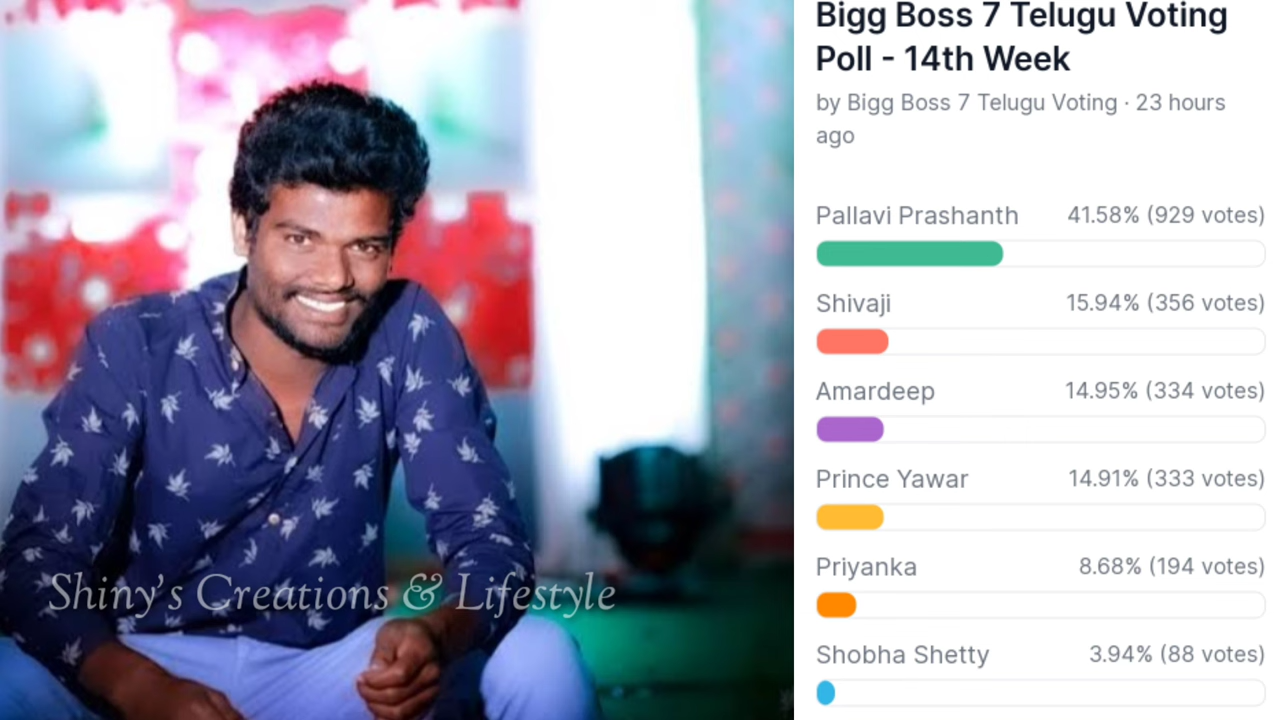 Bigg Boss 7 Telugu Voting
Poll - 14th Week
by Bigg Boss 7 Telugu Voting · 23 hours
ago
Pallavi Prashanth 41.58% (929 votes)
Shivaji 15.94% (356 votes)
Amardeep 14.95% (334 votes)
Prince Yawar 14.91% (333 votes)
Priyanka 8.68% (194 votes)
Shobha Shetty 3.94% (88 votes)
Shiny's Creations & Lifestyle